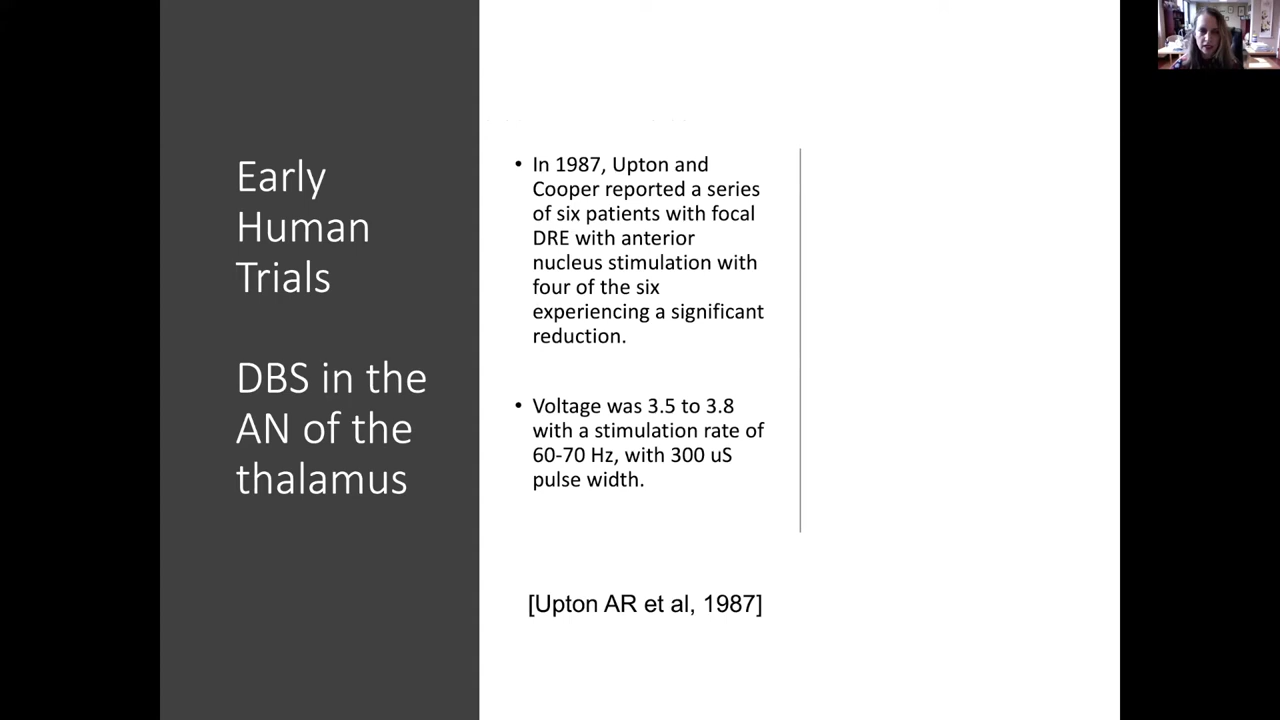 Early
Human
Trials
DBS in the
AN of the
thalamus
• In 1987, Upton and
Cooper reported a series
of six patients with focal
DRE with anterior
nucleus stimulation with
four of the six
experiencing a significant
reduction.
• Voltage was 3.5 to 3.8
with a stimulation rate of
60-70 Hz, with 300 uS
pulse width.
[Upton AR et al, 1987]